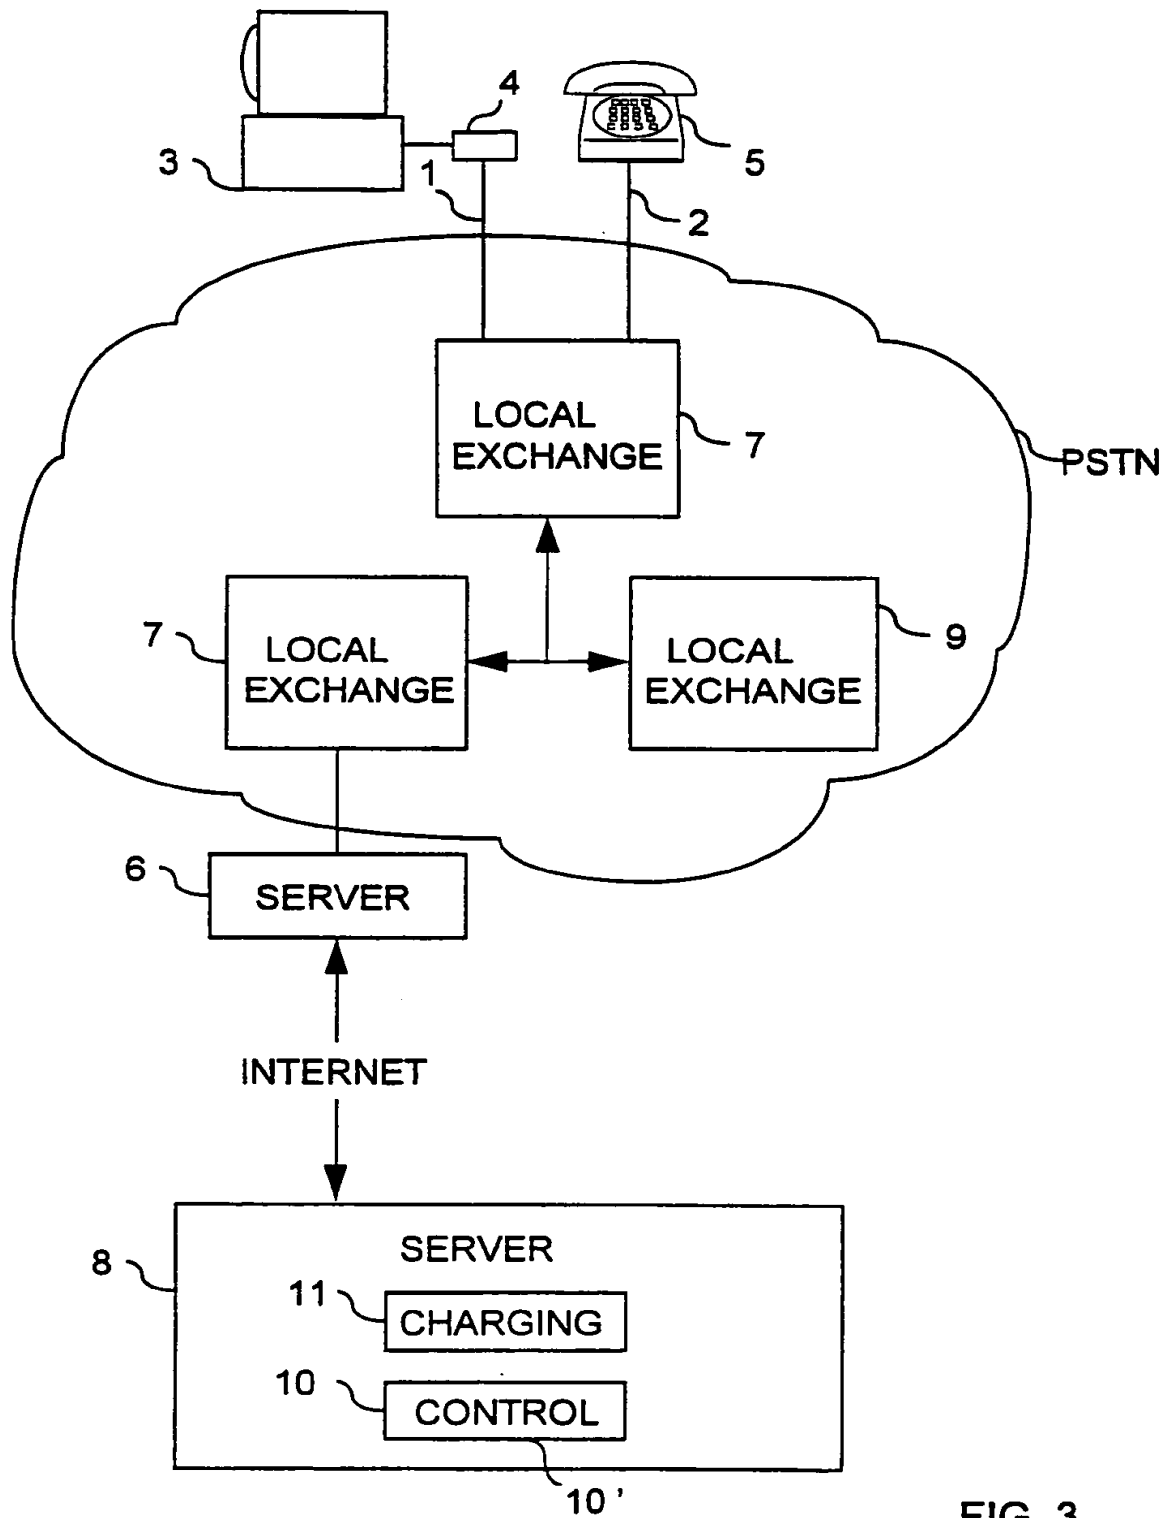 4
3
5
1
2
LOCAL
EXCHANGE
7
PSTN
7
LOCAL
EXCHANGE
LOCAL
EXCHANGE
9
6
SERVER
INTERNET
8
SERVER
11
CHARGING
10
CONTROL
10'
FIG. 3